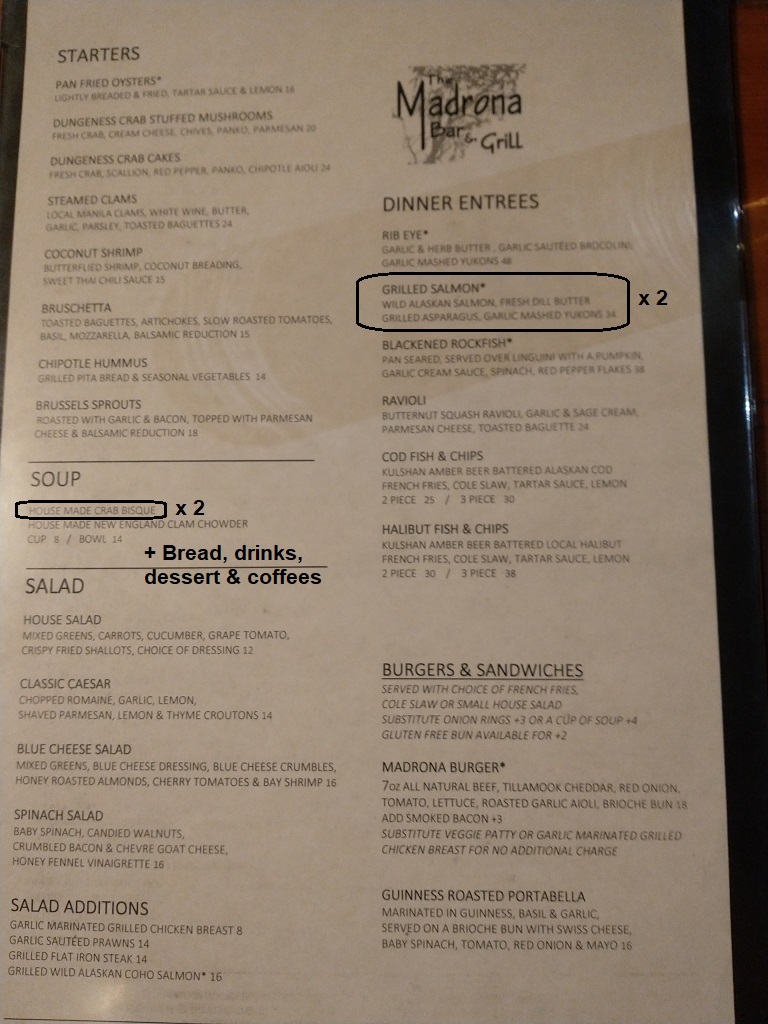 STARTERS
PAN FRIED OYSTERS*
LIGHTLY BREADED & FRIED, TARTAR SAUCE & LEMON 16
DUNGENESS CRAB STUFFED MUSHROOMS
FRESH CRAB, CREAM CHEESE, CHIVES, PANKO, PARMESAN 20
DUNGENESS CRAB CAKES
FRESH CRAB, SCALLION, RED PEPPER, PANKO, CHIPOTLE AIOLI 24
STEAMED CLAMS
LOCAL MANILA CLAMS, WHITE WINE, BUTTER,
GARLIC, PARSLEY, TOASTED BAGUETTES 24
COCONUT SHRIMP
BUTTERFLIED SHRIMP, COCONUT BREADING,
SWEET THAI CHILI SAUCE 15
BRUSCHETTA
TOASTED BAGUETTES, ARTICHOKES, SLOW ROASTED TOMATOES,
BASIL, MOZZARELLA, BALSAMIC REDUCTION 15
CHIPOTLE HUMMUS
GRILLED PITA BREAD & SEASONAL VEGETABLES 14
BRUSSELS SPROUTS
ROASTED WITH GARLIC & BACON, TOPPED WITH PARMESAN
CHEESE & BALSAMIC REDUCTION 18
SOUP
HOUSE MADE CRAB BISQUE x 2
HOUSE MADE NEW ENGLAND CLAM CHOWDER
CUP 8 / BOWL 14
+ Bread, drinks,
dessert & coffees
SALAD
HOUSE SALAD
MIXED GREENS, CARROTS, CUCUMBER, GRAPE TOMATO,
CRISPY FRIED SHALLOTS, CHOICE OF DRESSING 12
CLASSIC CAESAR
CHOPPED ROMAINE, GARLIC, LEMON,
SHAVED PARMESAN, LEMON & THYME CROUTONS 14
BLUE CHEESE SALAD
MIXED GREENS, BLUE CHEESE DRESSING, BLUE CHEESE CRUMBLES,
HONEY ROASTED ALMONDS, CHERRY TOMATOES & BAY SHRIMP 16
SPINACH SALAD
BABY SPINACH, CANDIED WALNUTS,
CRUMBLED BACON & CHEVRE GOAT CHEESE,
HONEY FENNEL VINAIGRETTE 16
SALAD ADDITIONS
GARLIC MARINATED GRILLED CHICKEN BREAST 8
GARLIC SAUTÉED PRAWNS 14
GRILLED FLAT IRON STEAK 14
GRILLED WILD ALASKAN COHO SALMON* 16
The
Madrona
Bar
& Grill
DINNER ENTREES
RIB EYE*
GARLIC & HERB BUTTER , GARLIC SAUTÉED BROCOLINI,
GARLIC MASHED YUKONS 48
GRILLED SALMON*
WILD ALASKAN SALMON, FRESH DILL BUTTER x 2
GRILLED ASPARAGUS, GARLIC MASHED YUKONS 34
BLACKENED ROCKFISH*
PAN SEARED, SERVED OVER LINGUINI WITH A PUMPKIN,
GARLIC CREAM SAUCE, SPINACH, RED PEPPER FLAKES 38
RAVIOLI
BUTTERNUT SQUASH RAVIOLI, GARLIC & SAGE CREAM,
PARMESAN CHEESE, TOASTED BAGUETTE 24
COD FISH & CHIPS
KULSHAN AMBER BEER BATTERED ALASKAN COD
FRENCH FRIES, COLE SLAW, TARTAR SAUCE, LEMON
2 PIECE 25 / 3 PIECE 30
HALIBUT FISH & CHIPS
KULSHAN AMBER BEER BATTERED LOCAL HALIBUT
FRENCH FRIES, COLE SLAW, TARTAR SAUCE, LEMON
2 PIECE 30 / 3 PIECE 38
BURGERS & SANDWICHES
SERVED WITH CHOICE OF FRENCH FRIES,
COLE SLAW OR SMALL HOUSE SALAD
SUBSTITUTE ONION RINGS +3 OR A CUP OF SOUP +4
GLUTEN FREE BUN AVAILABLE FOR +2
MADRONA BURGER*
7oz ALL NATURAL BEEF, TILLAMOOK CHEDDAR, RED ONION,
TOMATO, LETTUCE, ROASTED GARLIC AIOLI, BRIOCHE BUN 18
ADD SMOKED BACON +3
SUBSTITUTE VEGGIE PATTY OR GARLIC MARINATED GRILLED
CHICKEN BREAST FOR NO ADDITIONAL CHARGE
GUINNESS ROASTED PORTABELLA
MARINATED IN GUINNESS, BASIL & GARLIC,
SERVED ON A BRIOCHE BUN WITH SWISS CHEESE,
BABY SPINACH, TOMATO, RED ONION & MAYO 16